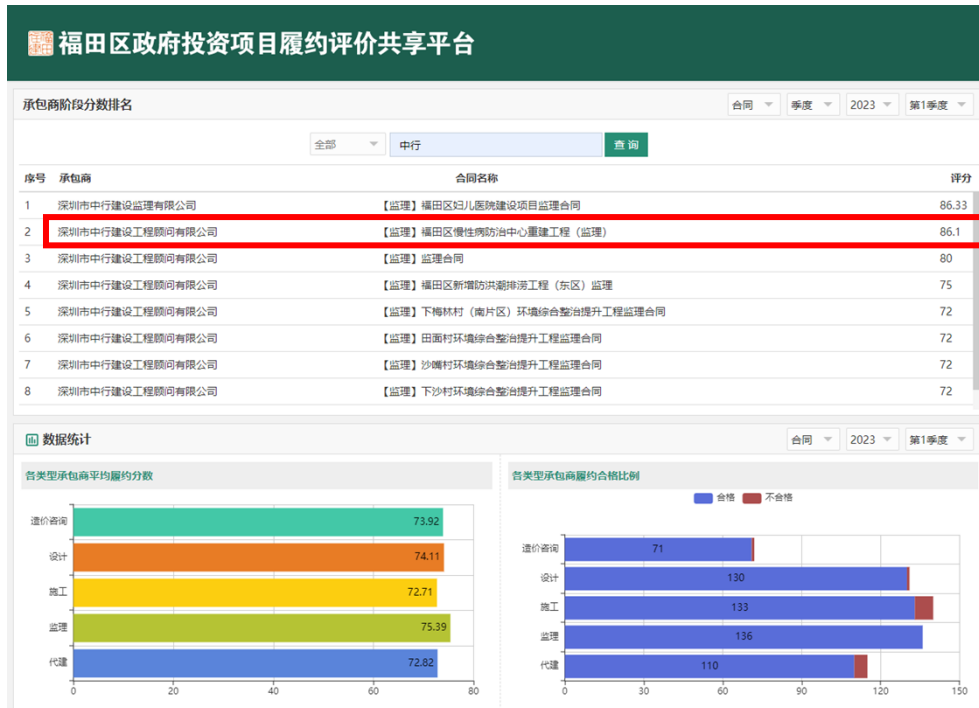 福田区政府投资项目履约评价共享平台
承包商阶段分数排名 合同 季度 2023 第1季度
全部 中行 查询
序号 承包商 合同名称 评分
1 深圳市中行建设监理有限公司 【监理】福田区妇儿医院建设项目监理合同 86.33
2 深圳市中行建设工程顾问有限公司 【监理】福田区慢性病防治中心重建工程（监理） 86.1
3 深圳市中行建设工程顾问有限公司 【监理】监理合同 80
4 深圳市中行建设工程顾问有限公司 【监理】福田区新增防洪潮排涝工程（东区）监理 75
5 深圳市中行建设工程顾问有限公司 【监理】下梅林村（南片区）环境综合整治提升工程监理合同 72
6 深圳市中行建设工程顾问有限公司 【监理】田面村环境综合整治提升工程监理合同 72
7 深圳市中行建设工程顾问有限公司 【监理】沙嘴村环境综合整治提升工程监理合同 72
8 深圳市中行建设工程顾问有限公司 【监理】下沙村环境综合整治提升工程监理合同 72
数据统计 合同 2023 第1季度
各类型承包商平均履约分数
造价咨询 73.92
设计 74.11
施工 72.71
监理 75.39
代建 72.82
0 20 40 60 80
各类型承包商履约合格比例
合格 不合格
造价咨询 71
设计 130
施工 133
监理 136
代建 110
0 30 60 90 120 150